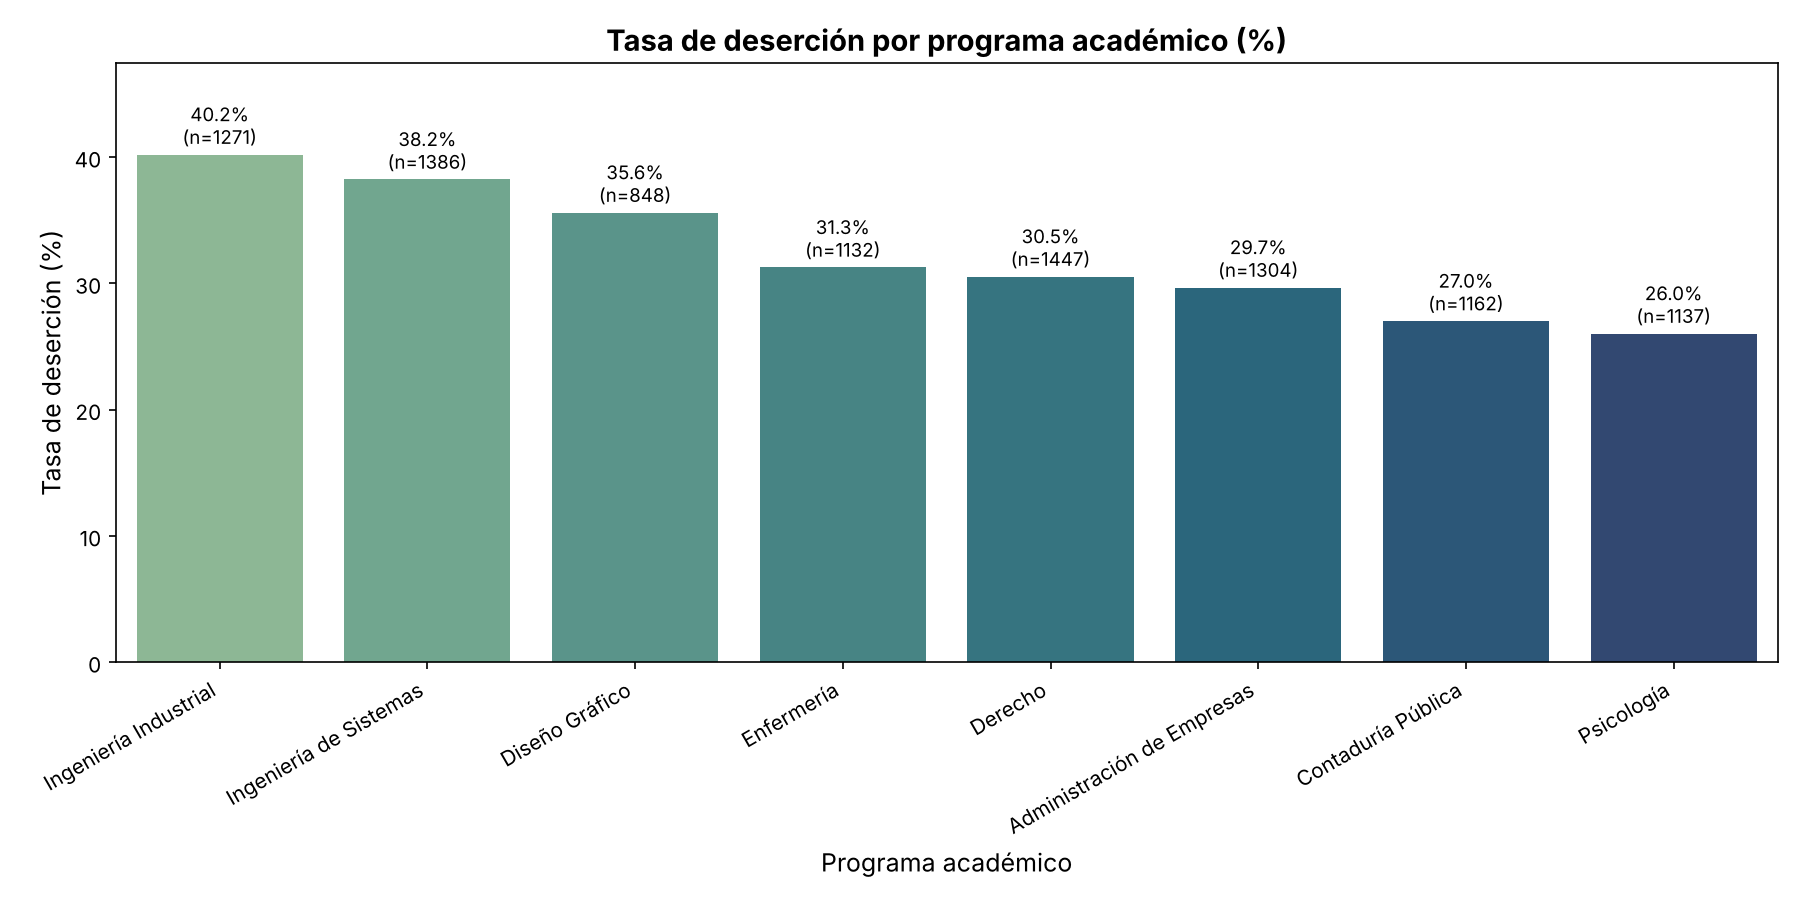 Tasa de deserción por programa académico (%)
Tasa de deserción (%)
40
30
20
10
0
40.2%
(n=1271)
38.2%
(n=1386)
35.6%
(n=848)
31.3%
(n=1132)
30.5%
(n=1447)
29.7%
(n=1304)
27.0%
(n=1162)
26.0%
(n=1137)
Ingeniería Industrial
Ingeniería de Sistemas
Diseño Gráfico
Enfermería
Derecho
Administración de Empresas
Contaduría Pública
Psicología
Programa académico